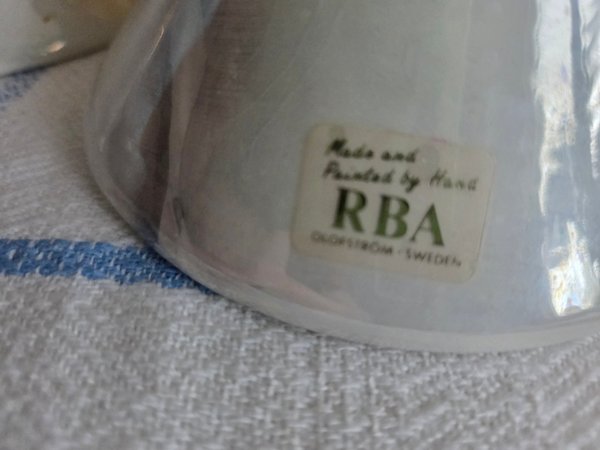 Made and
Painted by Hand
RBA
OLOFSTRÖM · SWEDEN